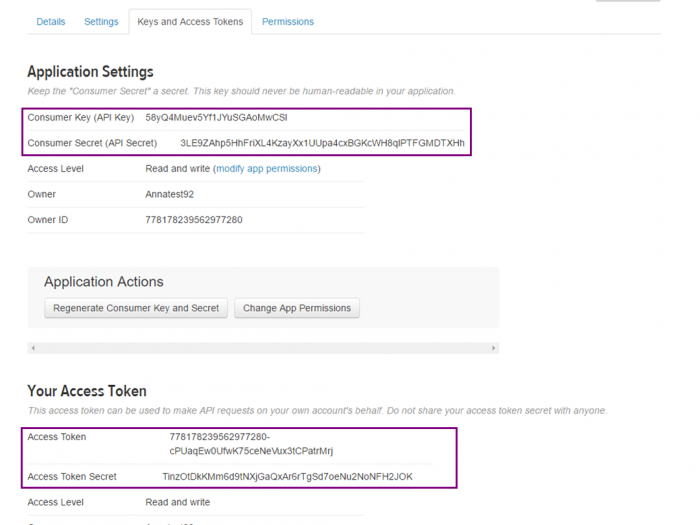 Details Settings Keys and Access Tokens Permissions
Application Settings
Keep the "Consumer Secret" a secret. This key should never be human-readable in your application.
Consumer Key (API Key) 58yQ4Muev5Yf1JYuSGAoMwCSI
Consumer Secret (API Secret) 3LE9ZAhp5HhFriXL4KzayXx1UUpa4cxBGKcWH8qlPTFGMDTXHh
Access Level Read and write (modify app permissions)
Owner Annatest92
Owner ID 778178239562977280
Application Actions
Regenerate Consumer Key and Secret Change App Permissions
Your Access Token
This access token can be used to make API requests on your own account's behalf. Do not share your access token secret with anyone.
Access Token 778178239562977280-
cPUaqEw0UfwK75ceNeVux3tCPatrMrj
Access Token Secret TinzOtDkKMm6d9tNXjGaQxAr6rTgSd7oeNu2NoNFH2JOK
Access Level Read and write